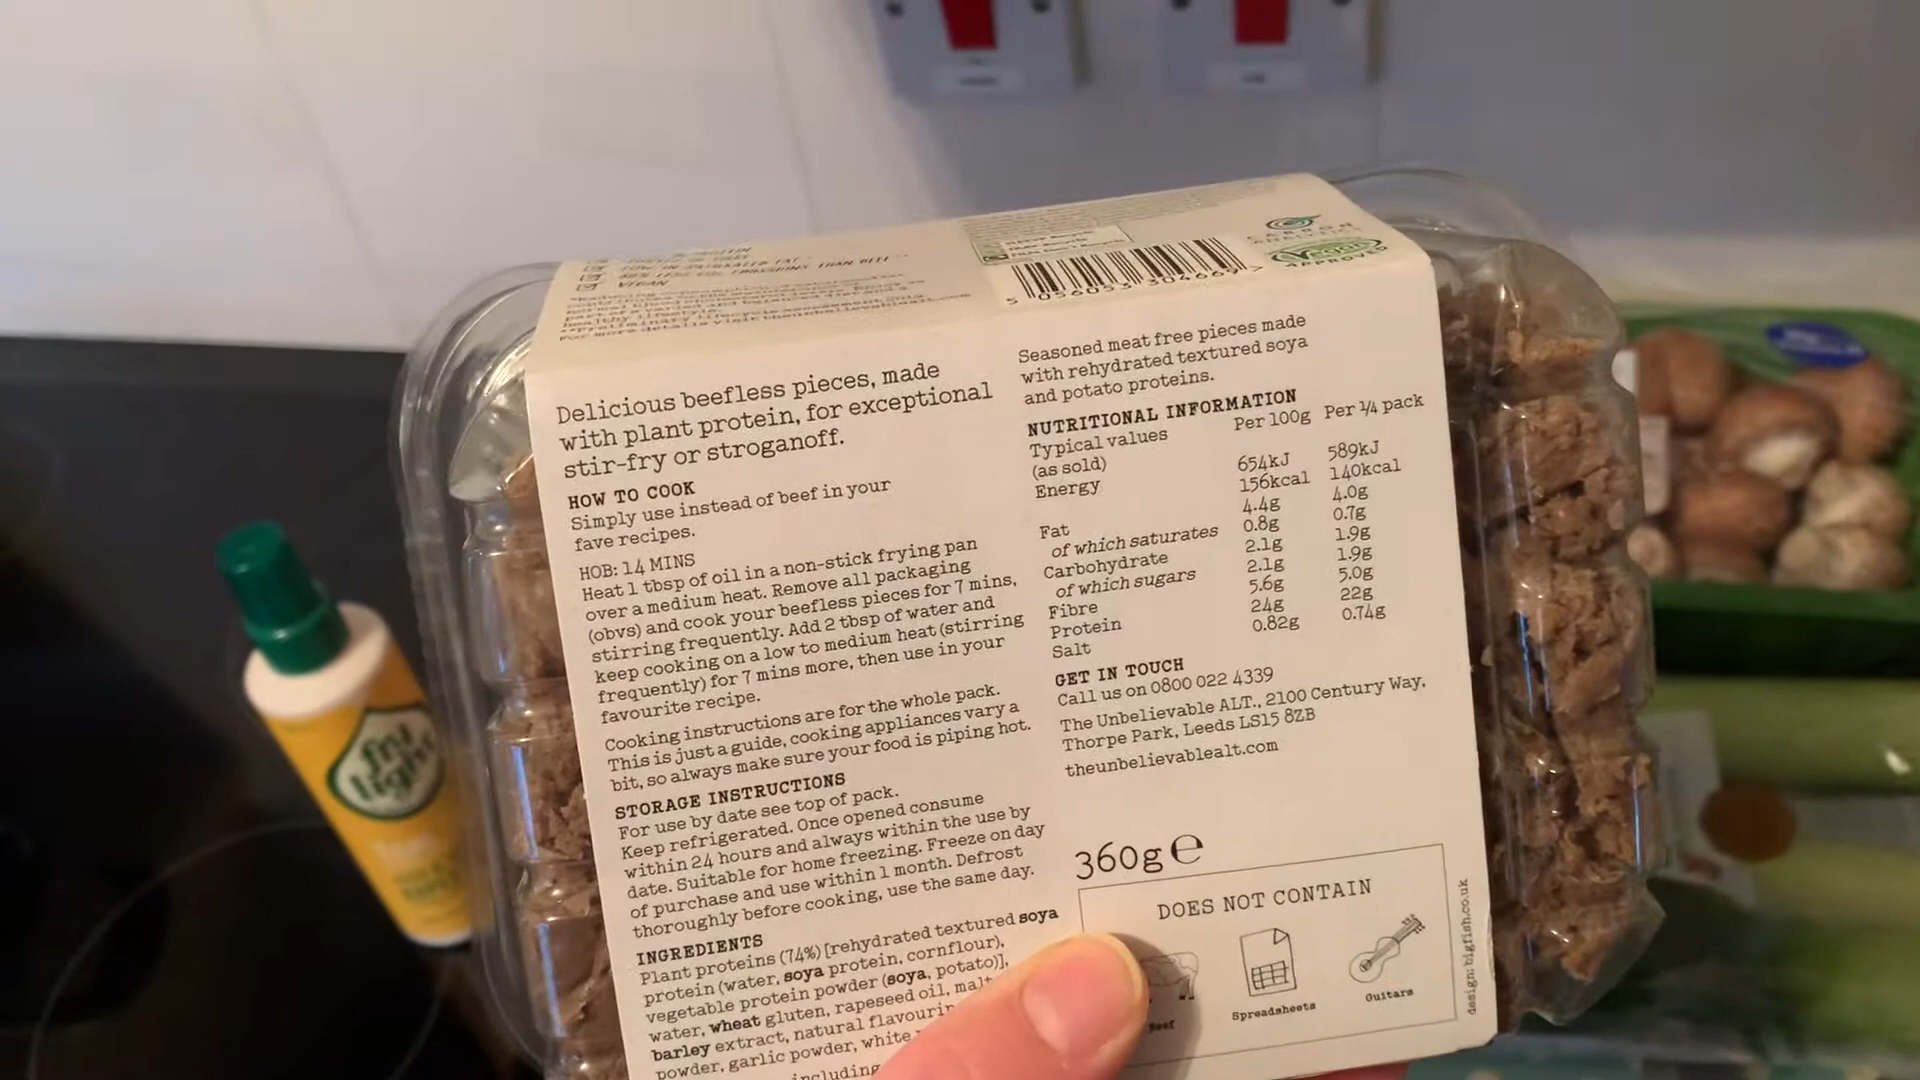 VEGAN
CARBON
Vegan
APPROVED
5 056053 304669 >
Delicious beefless pieces, made
with plant protein, for exceptional
stir-fry or stroganoff.
HOW TO COOK
Simply use instead of beef in your
fave recipes.
HOB: 14 MINS
Heat 1 tbsp of oil in a non-stick frying pan
over a medium heat. Remove all packaging
(obvs) and cook your beefless pieces for 7 mins,
stirring frequently. Add 2 tbsp of water and
keep cooking on a low to medium heat (stirring
frequently) for 7 mins more, then use in your
favourite recipe.
Cooking instructions are for the whole pack.
This is just a guide, cooking appliances vary a
bit, so always make sure your food is piping hot.
STORAGE INSTRUCTIONS
For use by date see top of pack.
Keep refrigerated. Once opened consume
within 24 hours and always within the use by
date. Suitable for home freezing. Freeze on day
of purchase and use within 1 month. Defrost
thoroughly before cooking, use the same day.
INGREDIENTS
Plant proteins (74%) [rehydrated textured soya
protein (water, soya protein, cornflour),
vegetable protein powder (soya, potato)],
water, wheat gluten, rapeseed oil, malt
barley extract, natural
powder, garlic powder, white
including
Seasoned meat free pieces made
with rehydrated textured soya
and potato proteins.
NUTRITIONAL INFORMATION
Typical values Per 100g Per 1/4 pack
(as sold)
Energy 654kJ 589kJ
156kcal 140kcal
Fat 4.4g 4.0g
of which saturates 0.8g 0.7g
Carbohydrate 2.1g 1.9g
of which sugars 2.1g 1.9g
Fibre 5.6g 5.0g
Protein 24g 22g
Salt 0.82g 0.74g
GET IN TOUCH
Call us on 0800 022 4339
The Unbelievable ALT., 2100 Century Way,
Thorpe Park, Leeds LS15 8ZB
theunbelievablealt.com
360g e
DOES NOT CONTAIN
Beef
Spreadsheets
Guitars
design: bigfish.co.uk
fry
light